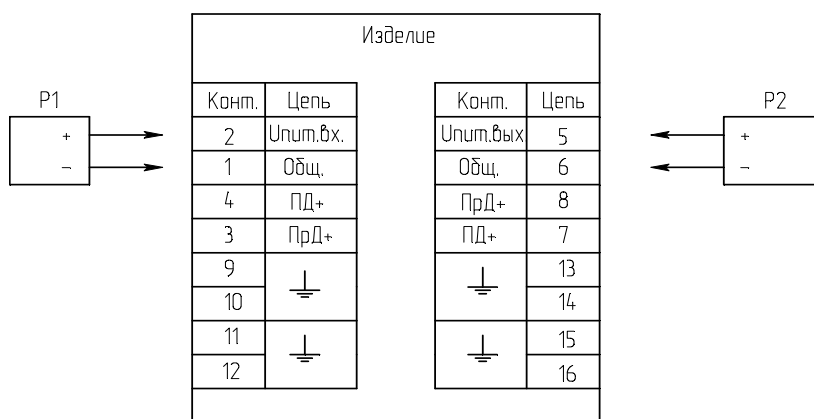 Изделие
P1
P2
Конт. Цепь
Конт. Цепь
+ 2 Uпит.вх.
Uпит.вых 5 +
− 1 Общ.
Общ. 6 −
4 ПД+
ПрД+ 8
3 ПрД+
ПД+ 7
9
13
10
14
11
15
12
16